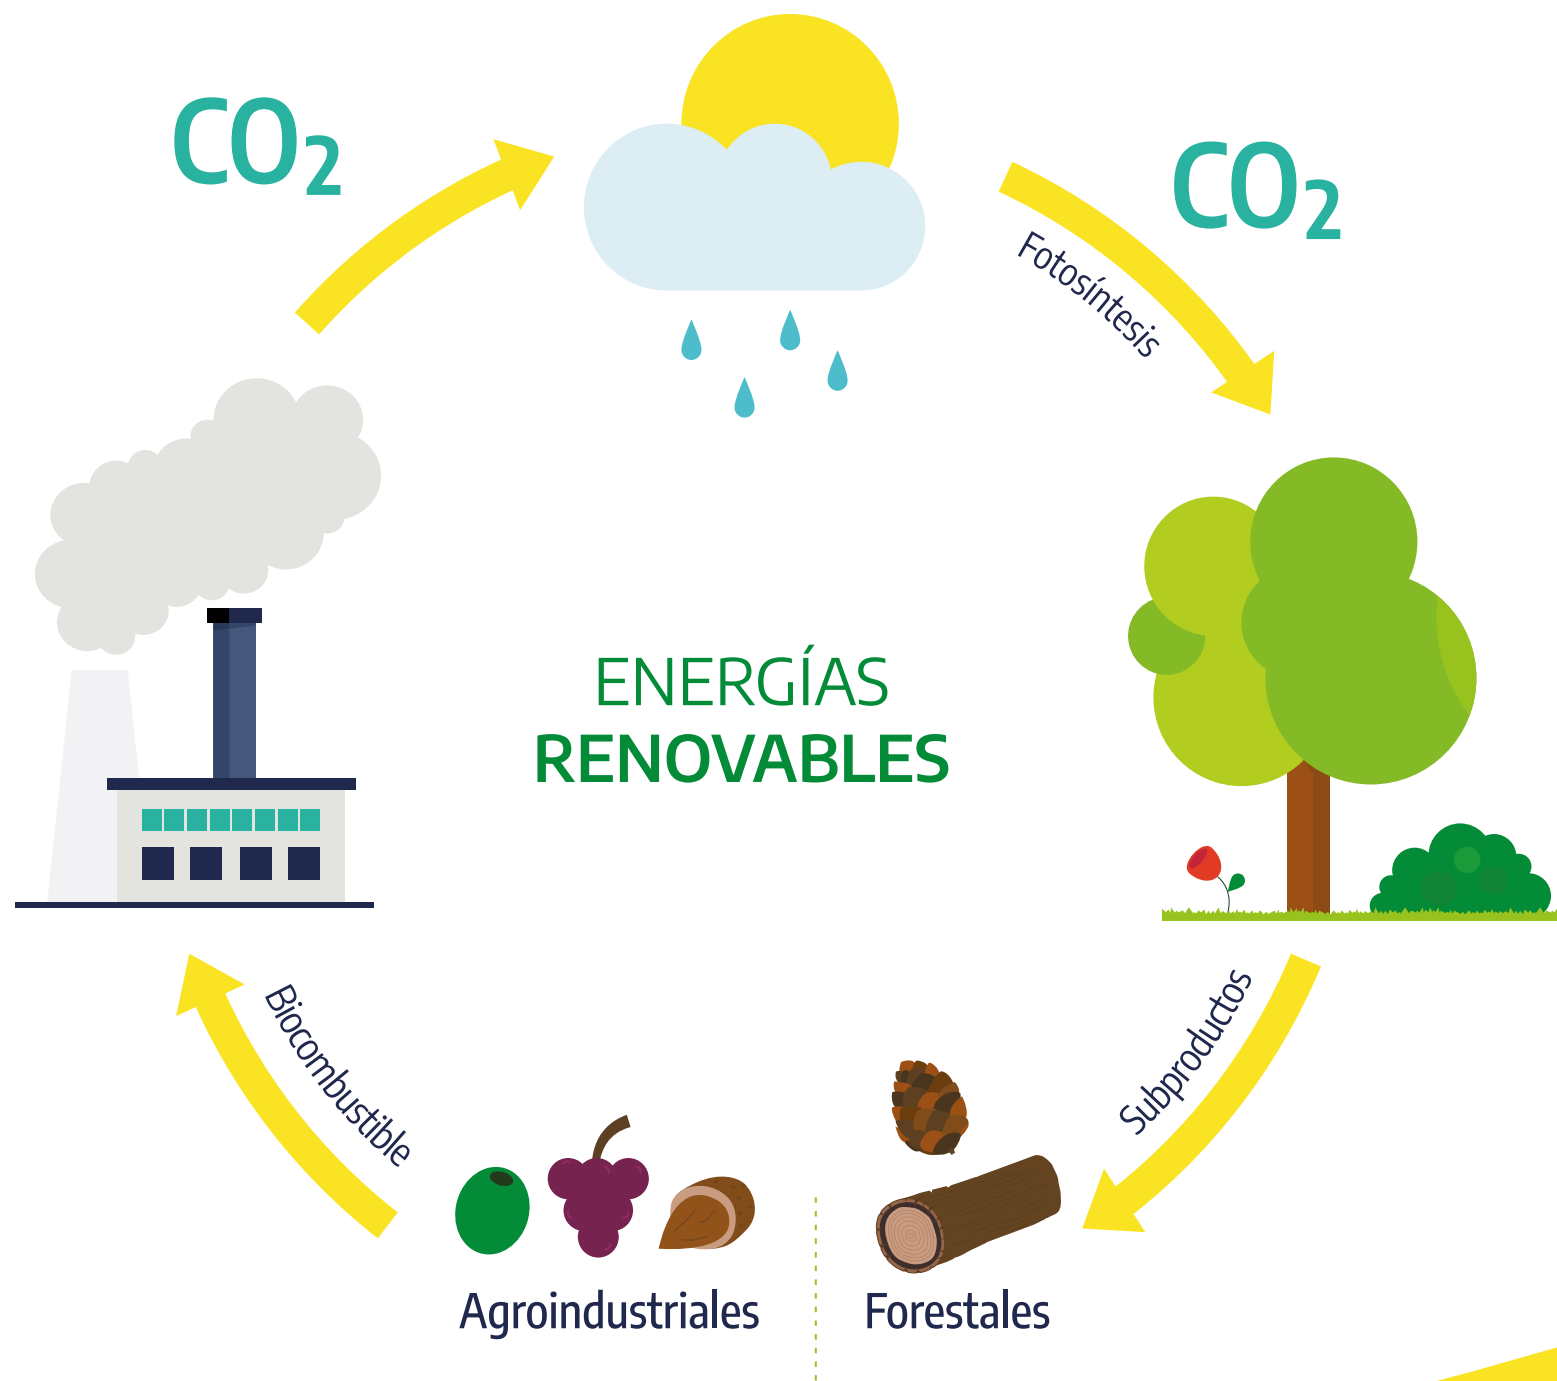 CO₂
CO₂
Fotosíntesis
ENERGÍAS
RENOVABLES
Subproductos
Biocombustible
Agroindustriales
Forestales